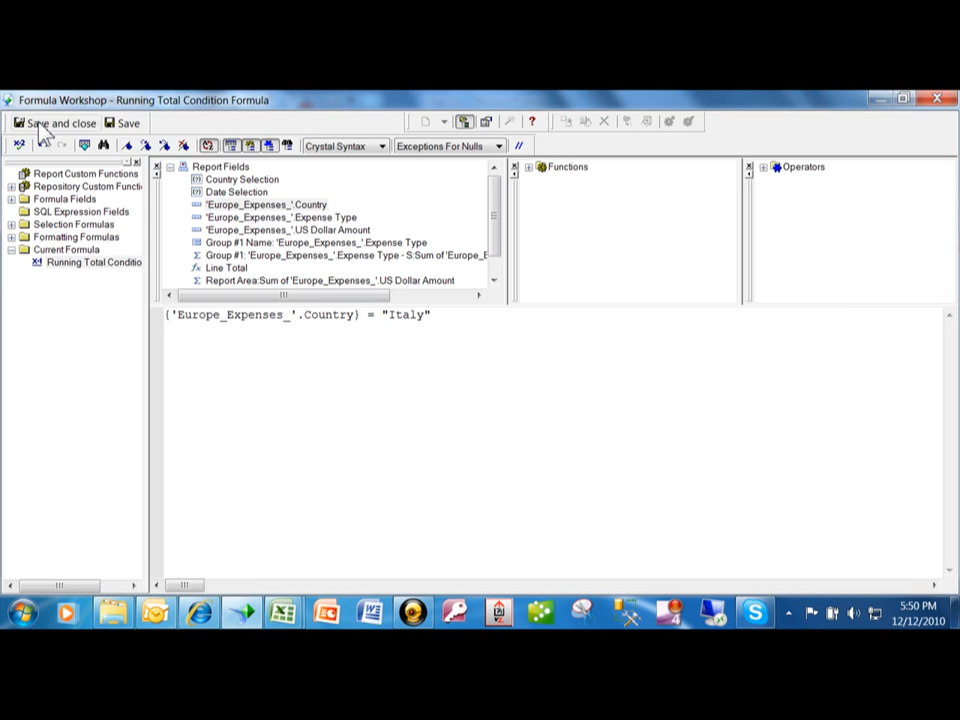 Formula Workshop - Running Total Condition Formula
Save and close
Save
Crystal Syntax
Exceptions For Nulls
//
Report Custom Functions
Repository Custom Functi
Formula Fields
SQL Expression Fields
Selection Formulas
Formatting Formulas
Current Formula
Running Total Conditio
Report Fields
Country Selection
Date Selection
'Europe_Expenses_'.Country
'Europe_Expenses_'.Expense Type
'Europe_Expenses_'.US Dollar Amount
Group #1 Name: 'Europe_Expenses_'.Expense Type
Group #1: 'Europe_Expenses_'.Expense Type - S:Sum of 'Europe_E
Line Total
Report Area:Sum of 'Europe_Expenses_'.US Dollar Amount
Functions
Operators
{'Europe_Expenses_'.Country} = "Italy"
5:50 PM
12/12/2010